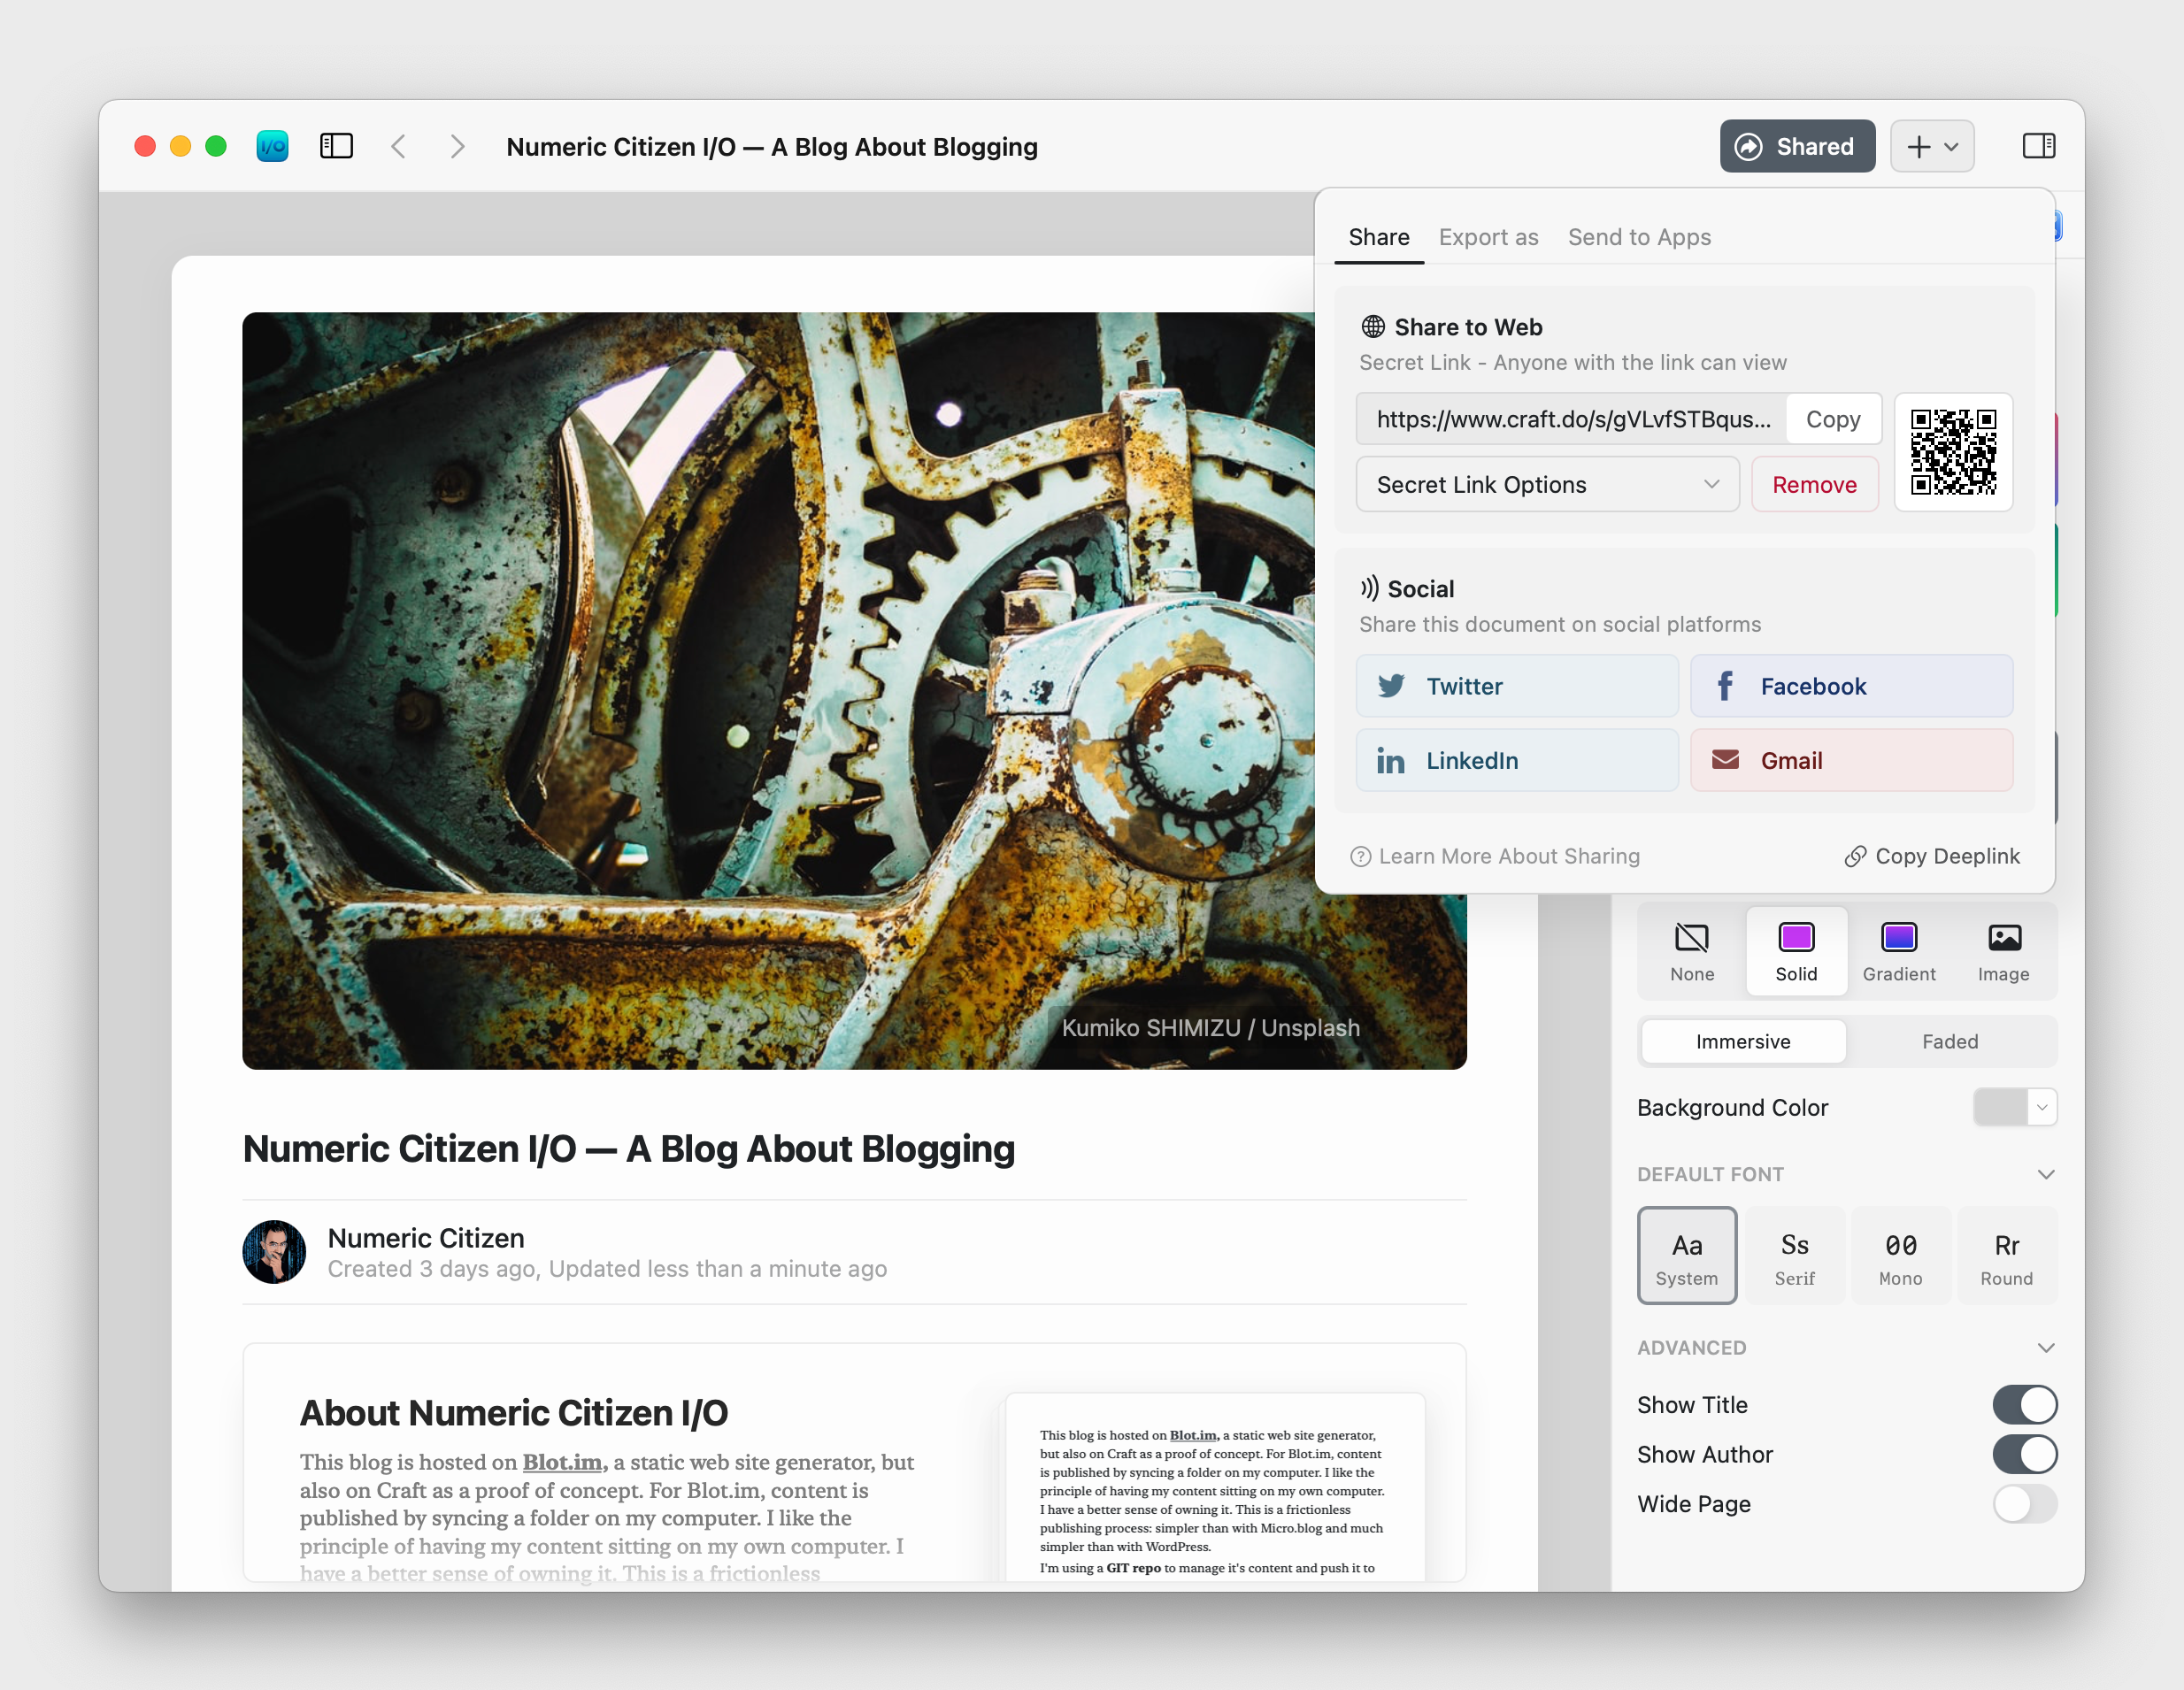 I/O
Numeric Citizen I/O — A Blog About Blogging
Shared
Share
Export as
Send to Apps
Share to Web
Secret Link - Anyone with the link can view
https://www.craft.do/s/gVLvfSTBqus...
Copy
Secret Link Options
Remove
Social
Share this document on social platforms
Twitter
Facebook
LinkedIn
Gmail
Learn More About Sharing
Copy Deeplink
Kumiko SHIMIZU / Unsplash
Numeric Citizen I/O — A Blog About Blogging
Numeric Citizen
Created 3 days ago, Updated less than a minute ago
About Numeric Citizen I/O
This blog is hosted on Blot.im, a static web site generator, but
also on Craft as a proof of concept. For Blot.im, content is
published by syncing a folder on my computer. I like the
principle of having my content sitting on my own computer. I
have a better sense of owning it. This is a frictionless
This blog is hosted on Blot.im, a static web site generator,
but also on Craft as a proof of concept. For Blot.im, content
is published by syncing a folder on my computer. I like the
principle of having my content sitting on my own computer.
I have a better sense of owning it. This is a frictionless
publishing process: simpler than with Micro.blog and much
simpler than with WordPress.
I'm using a GIT repo to manage it's content and push it to
None
Solid
Gradient
Image
Immersive
Faded
Background Color
DEFAULT FONT
Aa
System
Ss
Serif
00
Mono
Rr
Round
ADVANCED
Show Title
Show Author
Wide Page